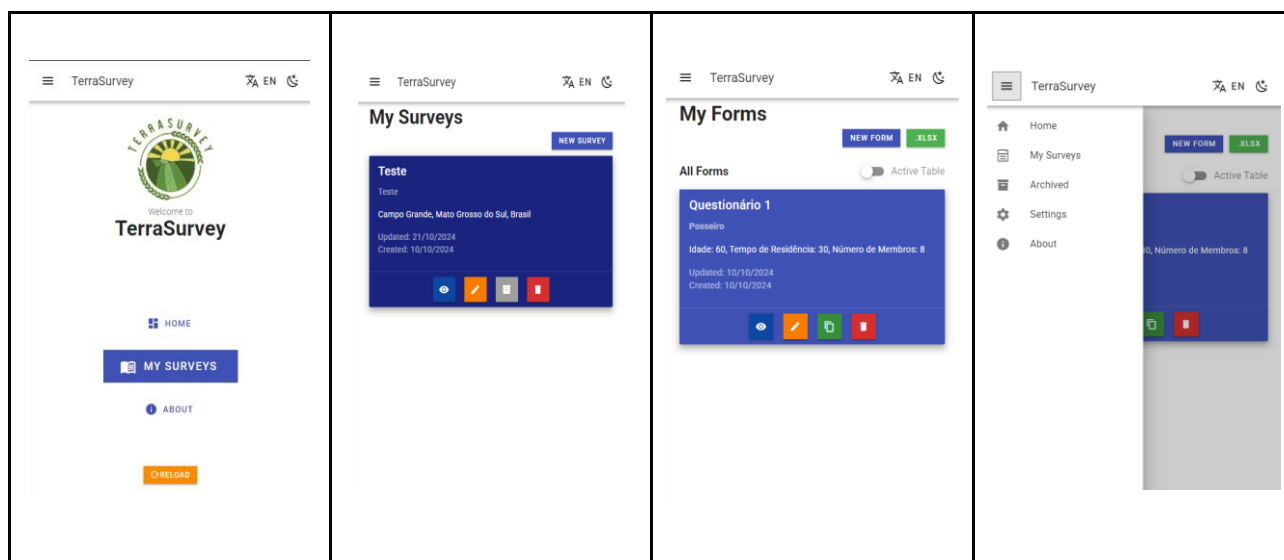 TerraSurvey
EN
TERRASURVEY
Welcome to
TerraSurvey
HOME
MY SURVEYS
ABOUT
RELOAD
TerraSurvey
EN
My Surveys
NEW SURVEY
Teste
Teste
Campo Grande, Mato Grosso do Sul, Brasil
Updated: 21/10/2024
Created: 10/10/2024
TerraSurvey
EN
My Forms
NEW FORM
.XLSX
All Forms
Active Table
Questionário 1
Posseiro
Idade: 60, Tempo de Residência: 30, Número de Membros: 8
Updated: 10/10/2024
Created: 10/10/2024
TerraSurvey
EN
Home
My Surveys
Archived
Settings
About
NEW FORM
.XLSX
Active Table
30, Número de Membros: 8